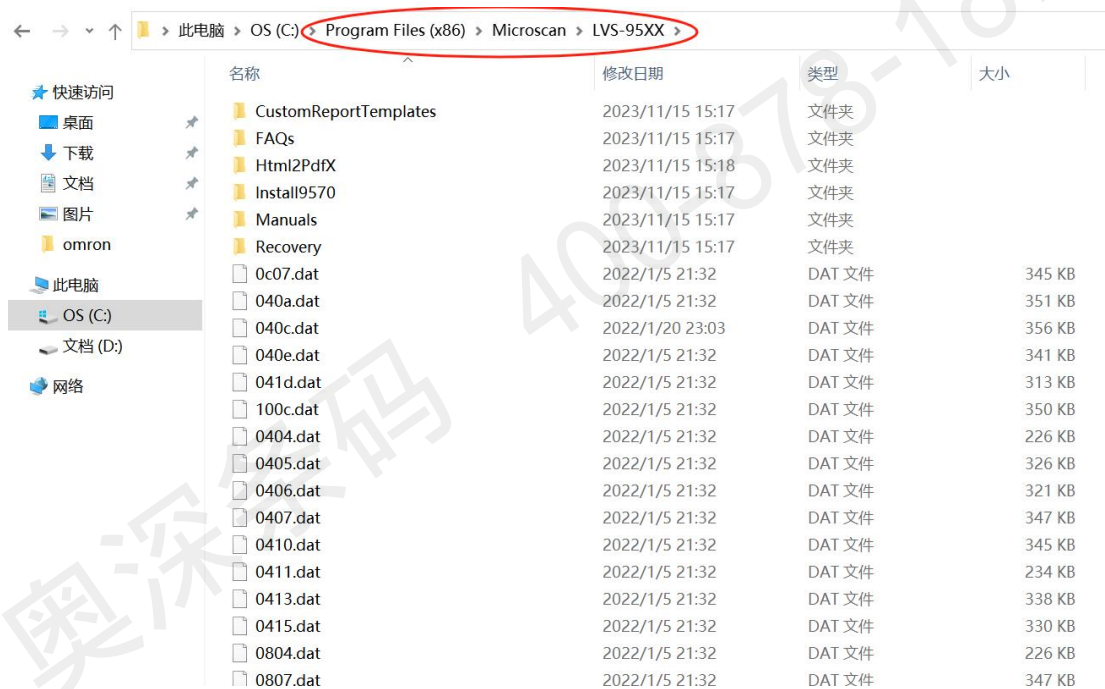 此电脑 > OS (C:) > Program Files (x86) > Microscan > LVS-95XX >
名称 修改日期 类型 大小
快速访问
桌面
下载
文档
图片
omron
此电脑
OS (C:)
文档 (D:)
网络
CustomReportTemplates 2023/11/15 15:17 文件夹
FAQs 2023/11/15 15:17 文件夹
Html2PdfX 2023/11/15 15:18 文件夹
Install9570 2023/11/15 15:17 文件夹
Manuals 2023/11/15 15:17 文件夹
Recovery 2023/11/15 15:17 文件夹
0c07.dat 2022/1/5 21:32 DAT 文件 345 KB
040a.dat 2022/1/5 21:32 DAT 文件 351 KB
040c.dat 2022/1/20 23:03 DAT 文件 356 KB
040e.dat 2022/1/5 21:32 DAT 文件 341 KB
041d.dat 2022/1/5 21:32 DAT 文件 313 KB
100c.dat 2022/1/5 21:32 DAT 文件 350 KB
0404.dat 2022/1/5 21:32 DAT 文件 226 KB
0405.dat 2022/1/5 21:32 DAT 文件 326 KB
0406.dat 2022/1/5 21:32 DAT 文件 321 KB
0407.dat 2022/1/5 21:32 DAT 文件 347 KB
0410.dat 2022/1/5 21:32 DAT 文件 345 KB
0411.dat 2022/1/5 21:32 DAT 文件 234 KB
0413.dat 2022/1/5 21:32 DAT 文件 338 KB
0415.dat 2022/1/5 21:32 DAT 文件 330 KB
0804.dat 2022/1/5 21:32 DAT 文件 226 KB
0807.dat 2022/1/5 21:32 DAT 文件 347 KB
奥深条码 400-878-18